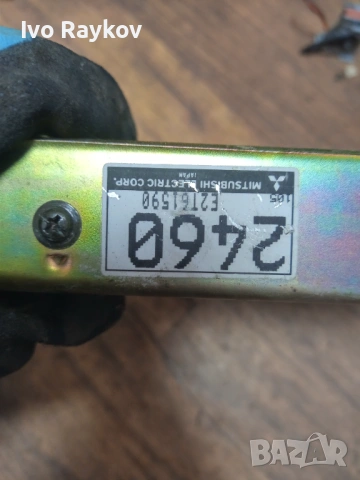 Ivo Raykov
MITSUBISHI ELECTRIC CORP.
JAPAN
105
E2T61590
2460
BAZAR